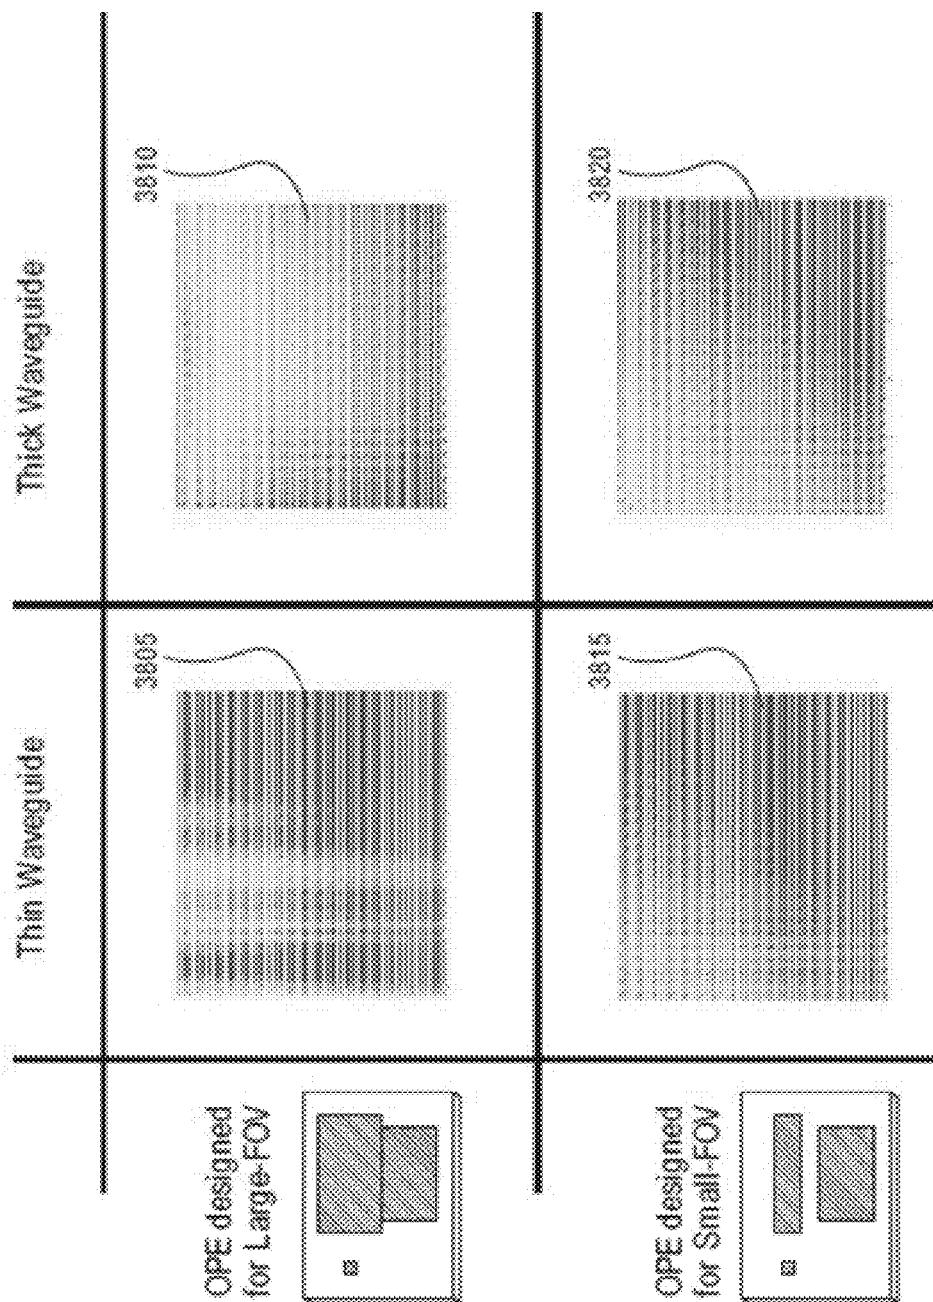 Thin Waveguide
Thick Waveguide
OPE designed
for Large-FOV
3805
3810
OPE designed
for Small-FOV
3815
3820